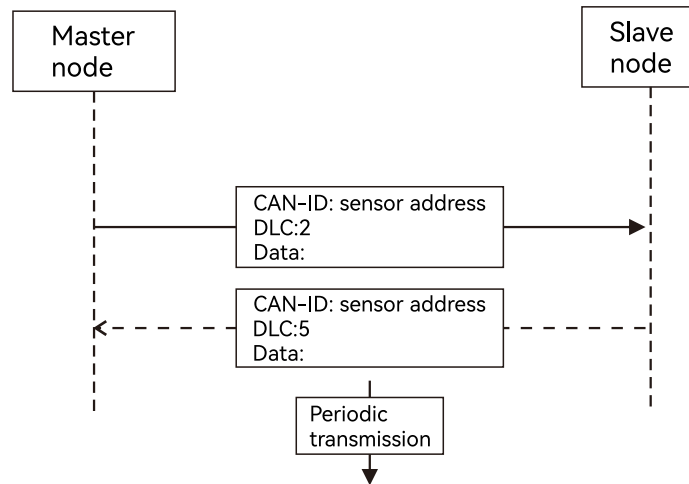 Master
node
Slave
node
CAN-ID: sensor address
DLC:2
Data:
CAN-ID: sensor address
DLC:5
Data:
Periodic
transmission